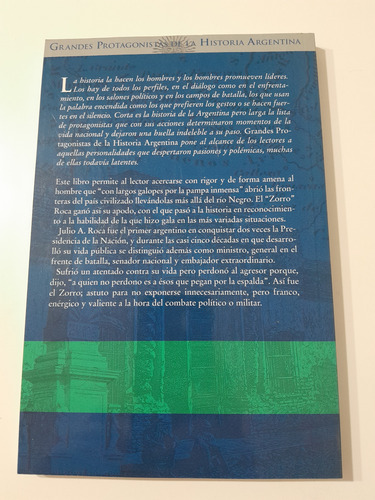 GRANDES PROTAGONISTAS DE LA HISTORIA ARGENTINA
La historia la hacen los hombres y los hombres promueven líderes.
Los hay de todos los perfiles, en el diálogo como en el enfrenta-
miento, en los salones políticos y en los campos de batalla, los que usan
la palabra encendida como los que prefieren los gestos o se hacen fuer-
tes en el silencio. Corta es la historia de la Argentina pero larga la lista
de protagonistas que con sus acciones determinaron momentos de la
vida nacional y dejaron una huella indeleble a su paso. Grandes Pro-
tagonistas de la Historia Argentina pone al alcance de los lectores a
aquellas personalidades que despertaron pasiones y polémicas, muchas
de ellas todavía latentes.
Este libro permite al lector acercarse con rigor y de forma amena al
hombre que "con largos galopes por la pampa inmensa" abrió las fron-
teras del país civilizado llevándolas más allá del río Negro. El "Zorro"
Roca ganó así su apodo, con el que pasó a la historia en reconocimien-
to a la habilidad de la que hizo gala en las más variadas situaciones.
Julio A. Roca fue el primer argentino en conquistar dos veces la Pre-
sidencia de la Nación, y durante las casi cinco décadas en que desarro-
lló su vida pública se distinguió además como ministro, general en el
frente de batalla, senador nacional y embajador extraordinario.
Sufrió un atentado contra su vida pero perdonó al agresor porque,
dijo, "a quien no perdono es a ésos que pegan por la espalda". Así fue
el Zorro; astuto para no exponerse innecesariamente, pero franco,
enérgico y valiente a la hora del combate político o militar.